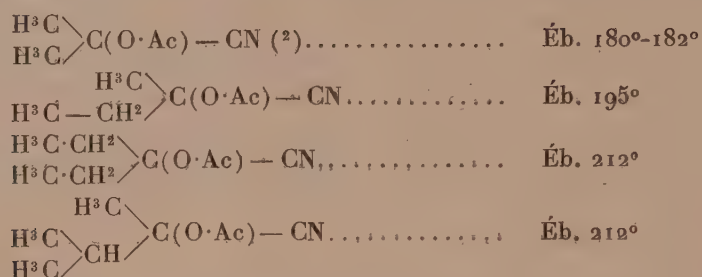 H³C
C(O·Ac) — CN (²)................. Éb. 180°-182°
H³C
H³C
C(O·Ac) — CN............. Éb. 195°
H³C — CH²
H³C·CH²
C(O·Ac) — CN,............... Éb. 212°
H³C·CH²
H³C
C(O·Ac) — CN............... Éb. 212°
H³C
CH
H³C